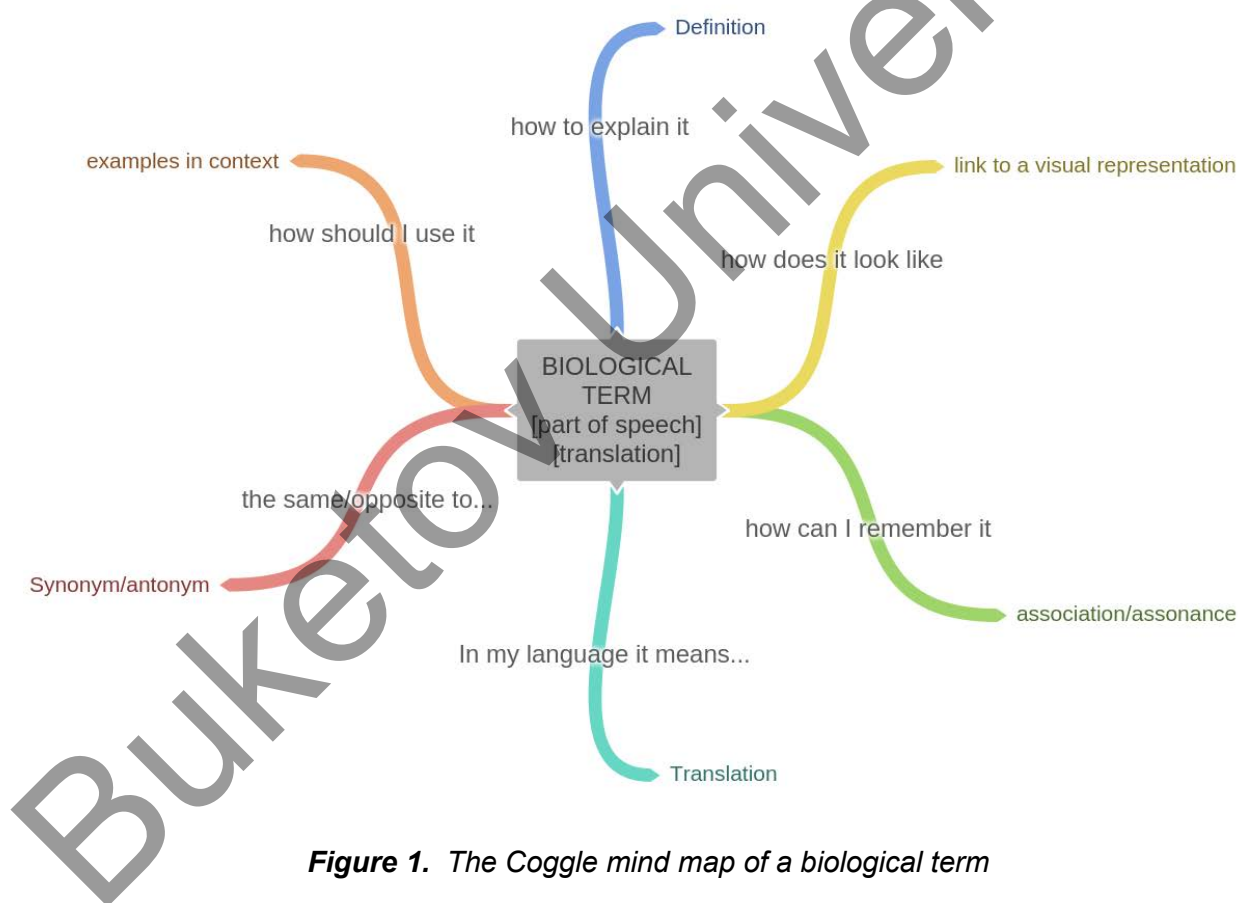 Definition
how to explain it
examples in context
link to a visual representation
how should I use it
how does it look like
BIOLOGICAL
TERM
[part of speech]
[translation]
the same/opposite to...
how can I remember it
Synonym/antonym
association/assonance
In my language it means...
Translation
Buketov Univer
Figure 1. The Coggle mind map of a biological term